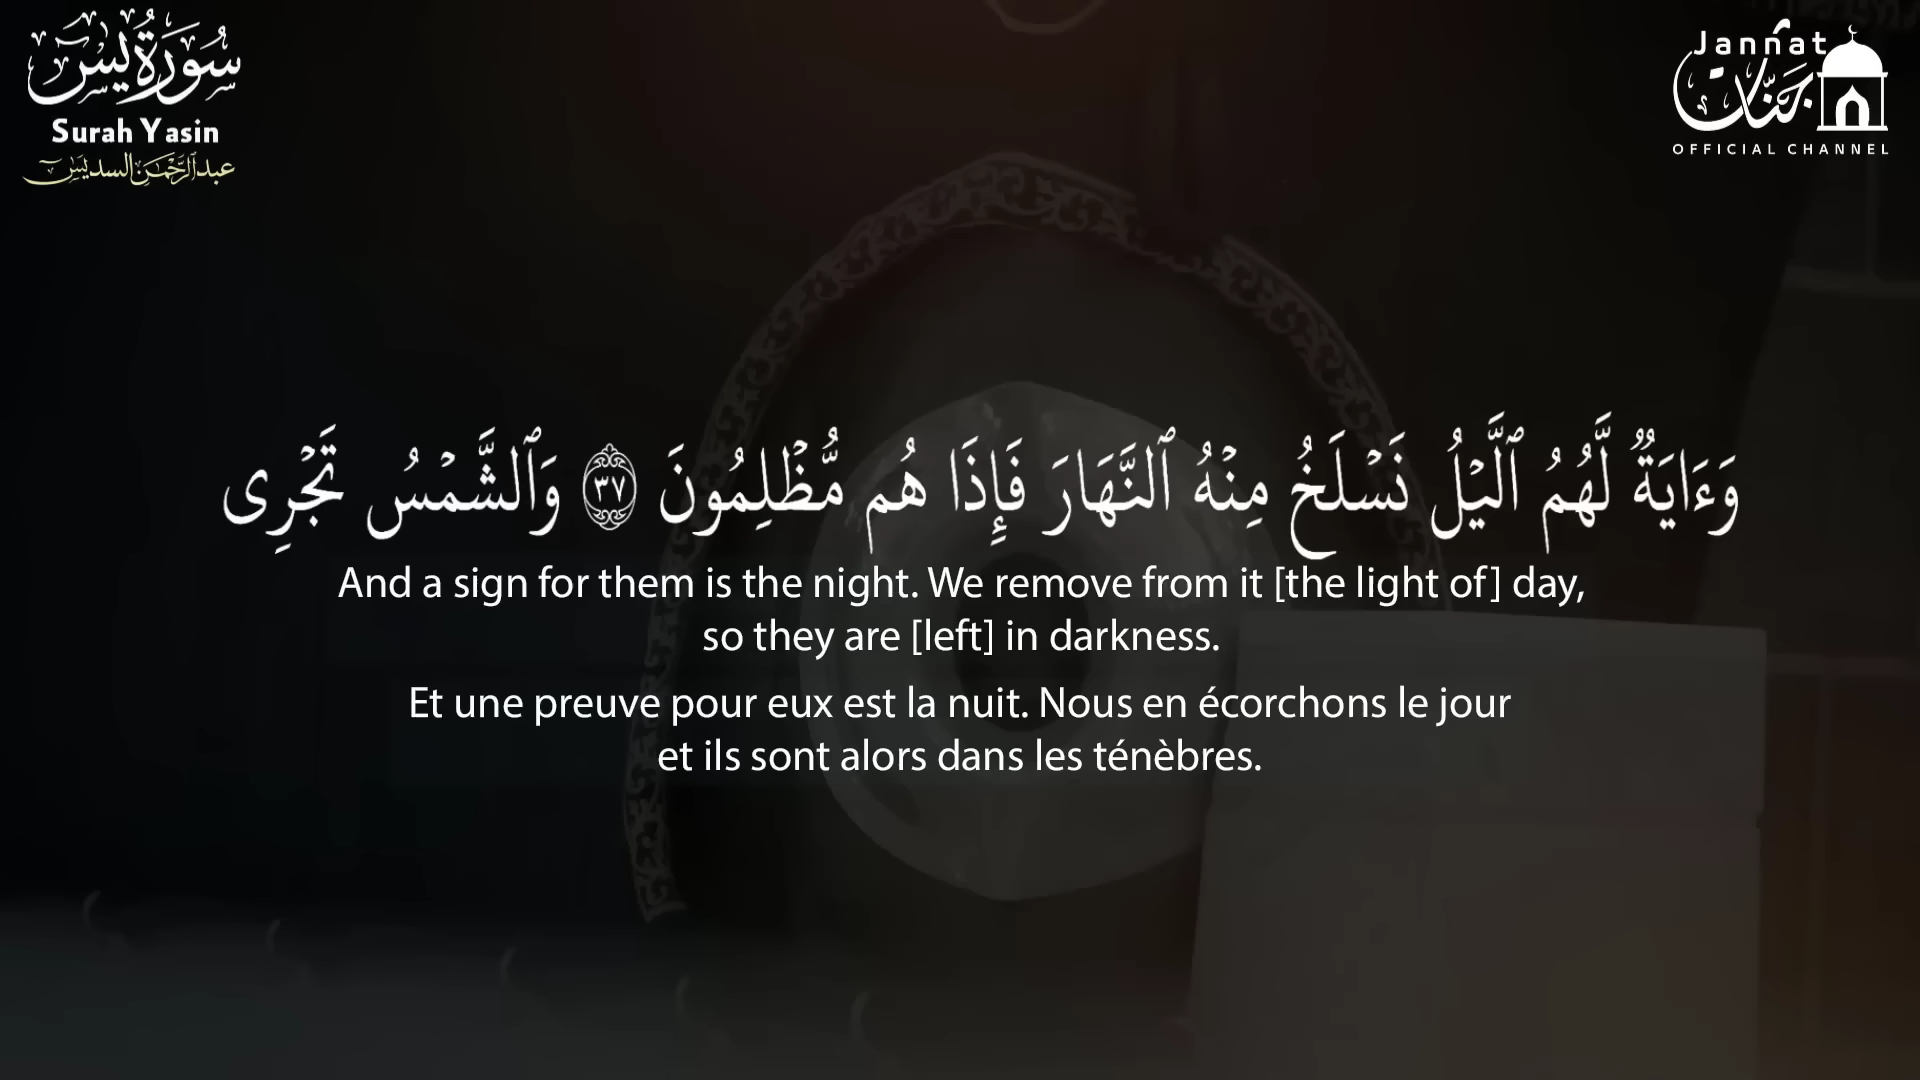 سُورَةُ يسٓ
Surah Yasin
عبد الرَّحْمَٰن السديس
Jannat
جَنَّات
OFFICIAL CHANNEL
وَءَايَةٌ لَّهُمُ ٱلَّيْلُ نَسْلَخُ مِنْهُ ٱلنَّهَارَ فَإِذَا هُم مُّظْلِمُونَ ٣٧ وَٱلشَّمْسُ تَجْرِى
And a sign for them is the night. We remove from it [the light of] day,
so they are [left] in darkness.
Et une preuve pour eux est la nuit. Nous en écorchons le jour
et ils sont alors dans les ténèbres.